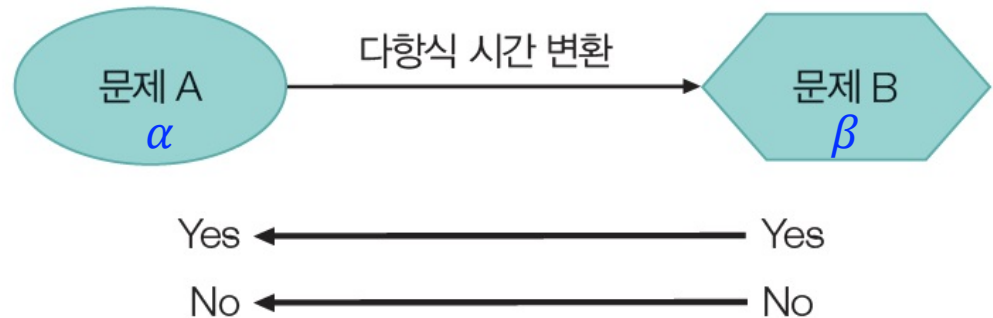 다항식 시간 변환
문제 A
α
문제 B
β
Yes Yes
No No